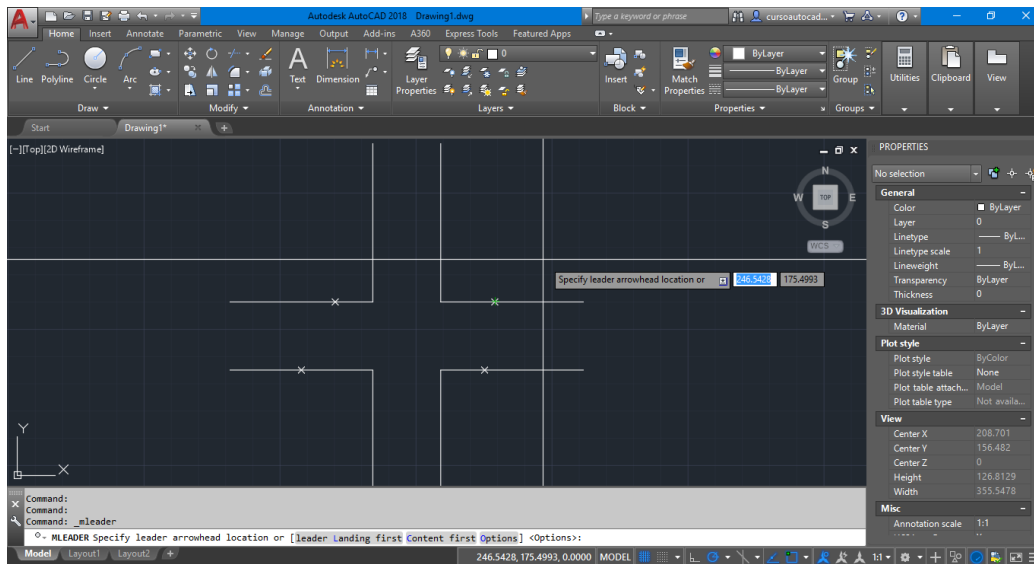 Autodesk AutoCAD 2018 Drawing1.dwg
Type a keyword or phrase
cursoautocad...
Home Insert Annotate Parametric View Manage Output Add-ins A360 Express Tools Featured Apps
Line Polyline Circle Arc
Text Dimension
Layer Properties
0
Insert
Match Properties
ByLayer
ByLayer
ByLayer
Group
Utilities Clipboard View
Draw Modify Annotation Layers Block Properties Groups
Start Drawing1*
[−][Top][2D Wireframe]
N
W TOP E
S
WCS
Specify leader arrowhead location or 246.5428 175.4993
Y
X
PROPERTIES
No selection
General
Color ByLayer
Layer 0
Linetype ByL...
Linetype scale 1
Lineweight ByL...
Transparency ByLayer
Thickness 0
3D Visualization
Material ByLayer
Plot style
Plot style ByColor
Plot style table None
Plot table attach... Model
Plot table type Not availa...
View
Center X 208.701
Center Y 156.482
Center Z 0
Height 126.8129
Width 355.5478
Misc
Annotation scale 1:1
Command:
Command:
Command: _mleader
MLEADER Specify leader arrowhead location or [leader Landing first Content first Options] <Options>:
Model Layout1 Layout2 +
246.5428, 175.4993, 0.0000 MODEL 1:1